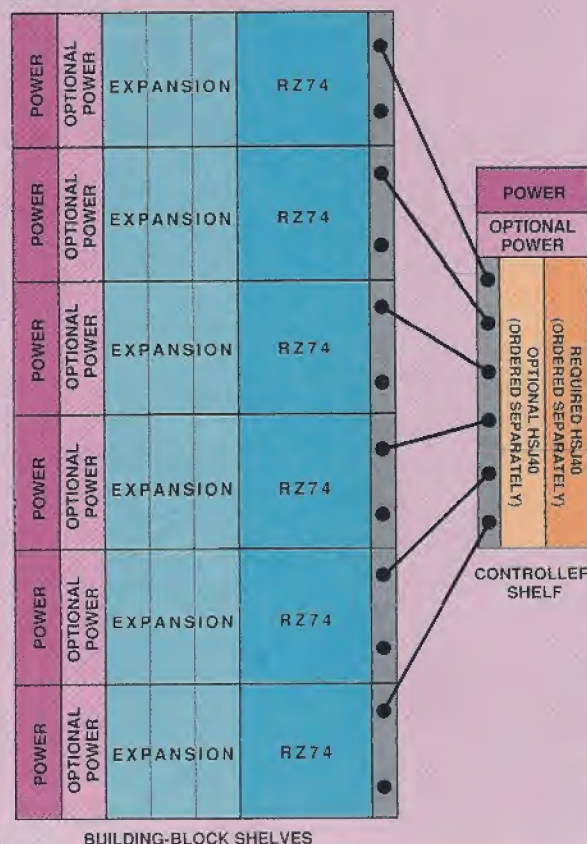 POWER
OPTIONAL
POWER
EXPANSION
RZ74
POWER
OPTIONAL
POWER
EXPANSION
RZ74
POWER
OPTIONAL
POWER
EXPANSION
RZ74
POWER
OPTIONAL
POWER
EXPANSION
RZ74
POWER
OPTIONAL
POWER
EXPANSION
RZ74
POWER
OPTIONAL
POWER
EXPANSION
RZ74
BUILDING-BLOCK SHELVES
POWER
OPTIONAL
POWER
REQUIRED HSJ40
(ORDERED SEPARATELY)
OPTIONAL HSJ40
(ORDERED SEPARATELY)
CONTROLLER
SHELF